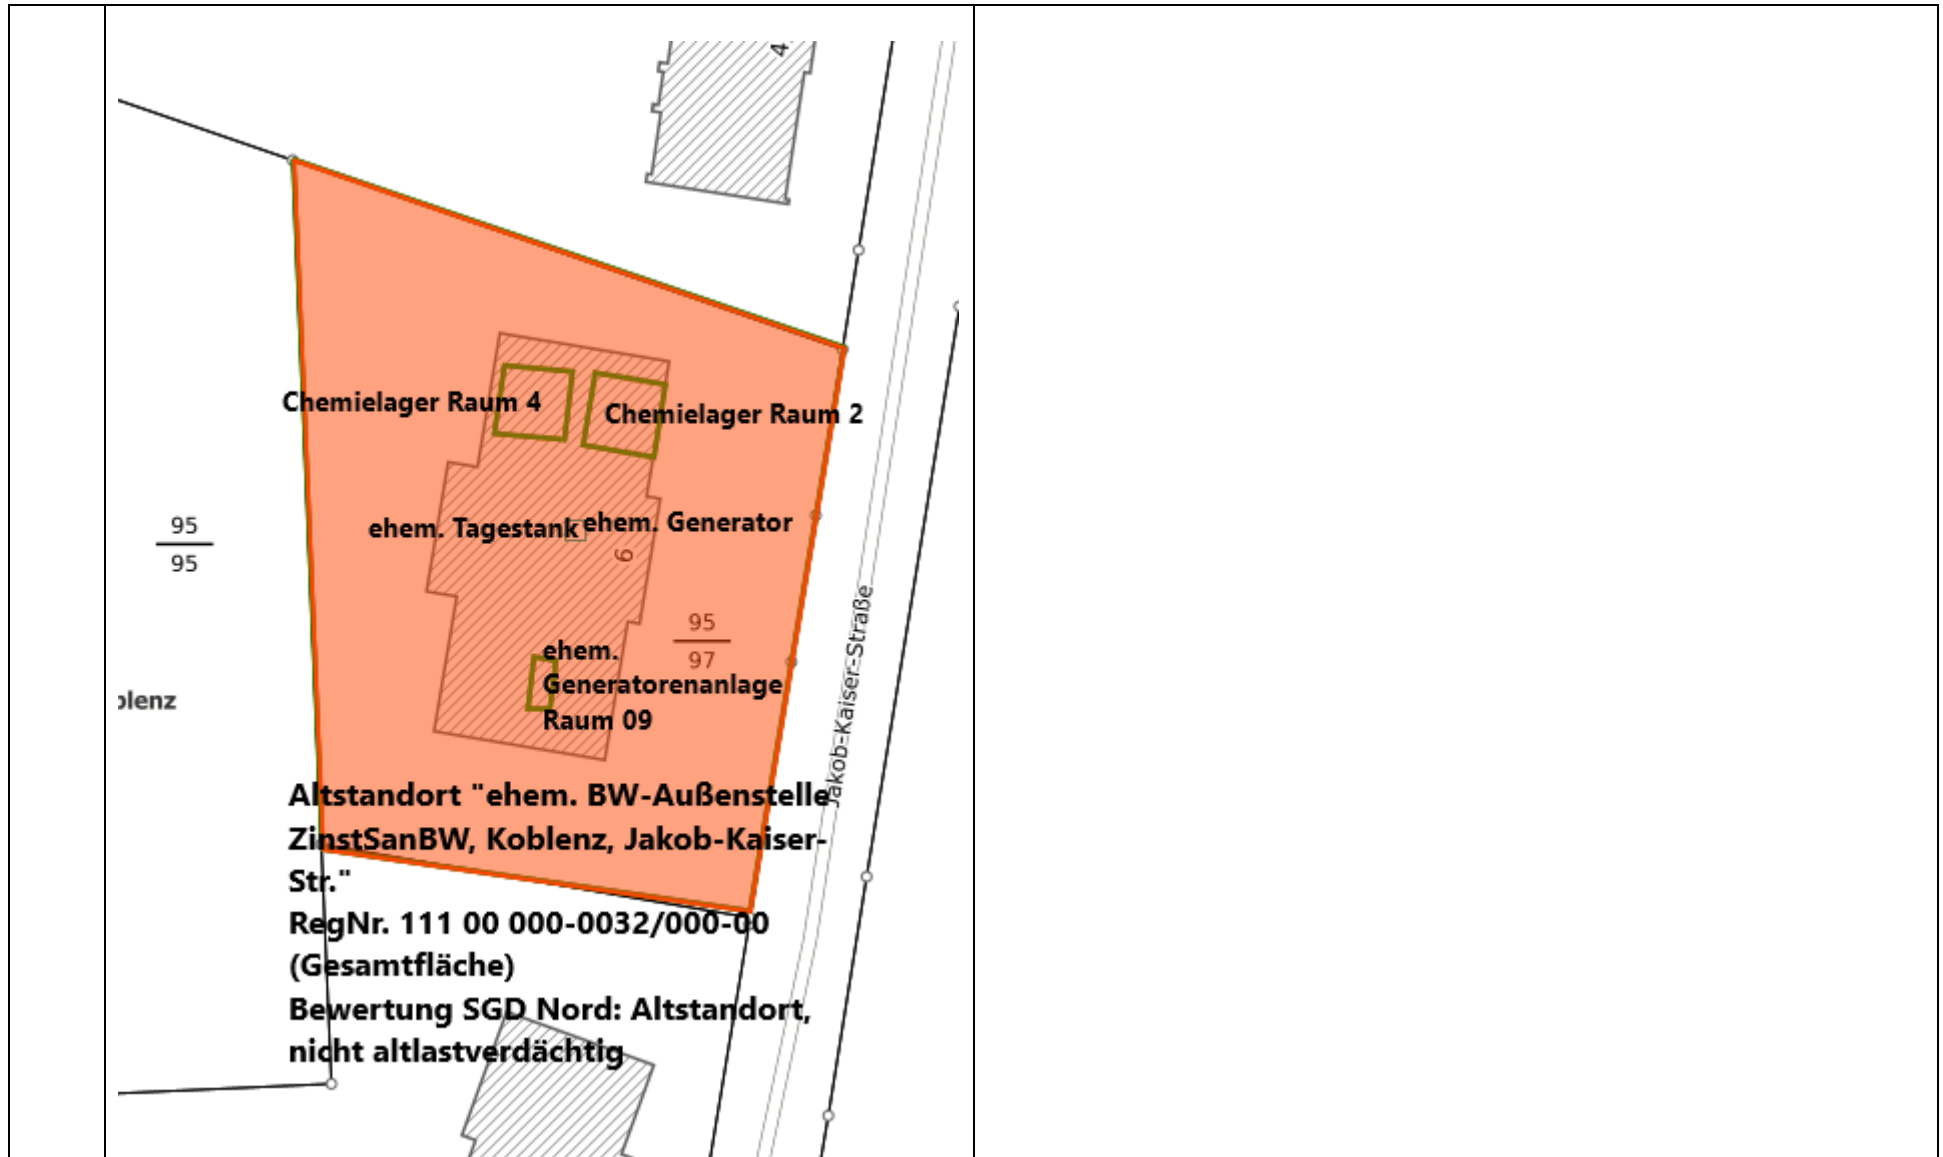 4
Chemielager Raum 4
Chemielager Raum 2
ehem. Tagestank
ehem. Generator
95
95
6
95
97
ehem.
Generatorenanlage
Raum 09
Jakob-Kaiser-Straße
blenz
Altstandort "ehem. BW-Außenstelle
ZinstSanBW, Koblenz, Jakob-Kaiser-
Str."
RegNr. 111 00 000-0032/000-00
(Gesamtfläche)
Bewertung SGD Nord: Altstandort,
nicht altlastverdächtig